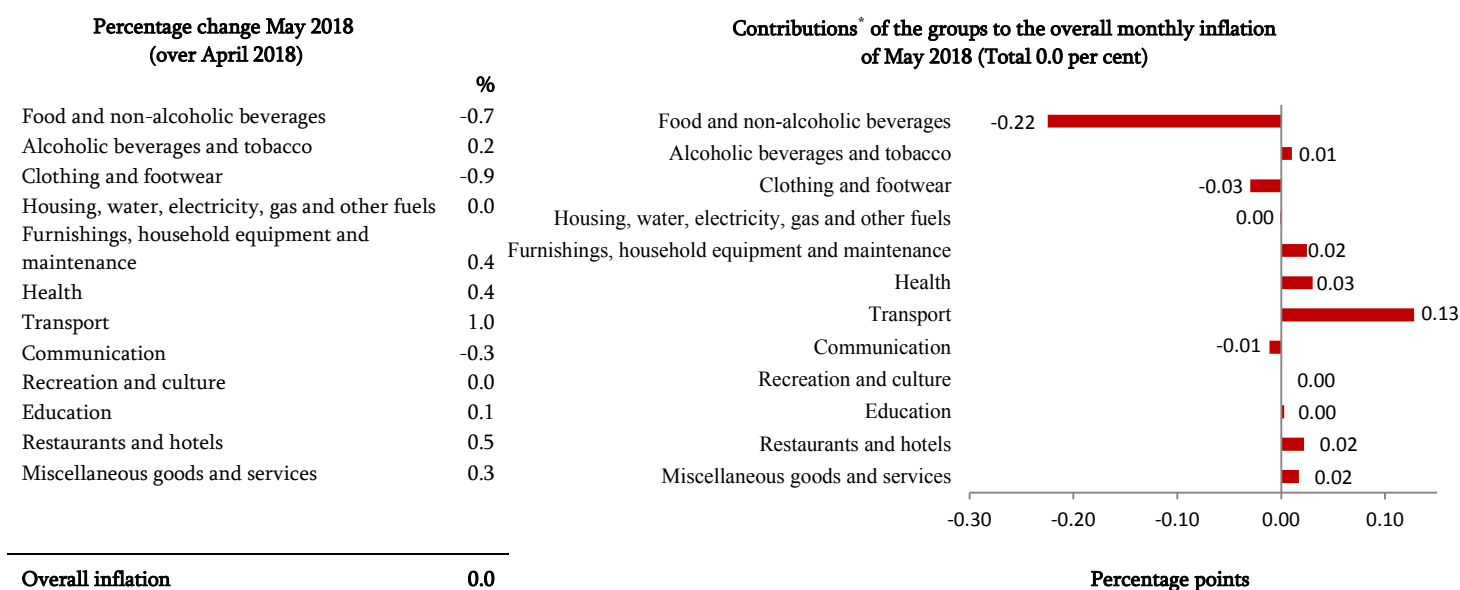 Percentage change May 2018
(over April 2018)
%
Food and non-alcoholic beverages -0.7
Alcoholic beverages and tobacco 0.2
Clothing and footwear -0.9
Housing, water, electricity, gas and other fuels 0.0
Furnishings, household equipment and
maintenance 0.4
Health 0.4
Transport 1.0
Communication -0.3
Recreation and culture 0.0
Education 0.1
Restaurants and hotels 0.5
Miscellaneous goods and services 0.3
Overall inflation 0.0
Contributions* of the groups to the overall monthly inflation
of May 2018 (Total 0.0 per cent)
Food and non-alcoholic beverages -0.22
Alcoholic beverages and tobacco 0.01
Clothing and footwear -0.03
Housing, water, electricity, gas and other fuels 0.00
Furnishings, household equipment and maintenance 0.02
Health 0.03
Transport 0.13
Communication -0.01
Recreation and culture 0.00
Education 0.00
Restaurants and hotels 0.02
Miscellaneous goods and services 0.02
-0.30 -0.20 -0.10 0.00 0.10
Percentage points